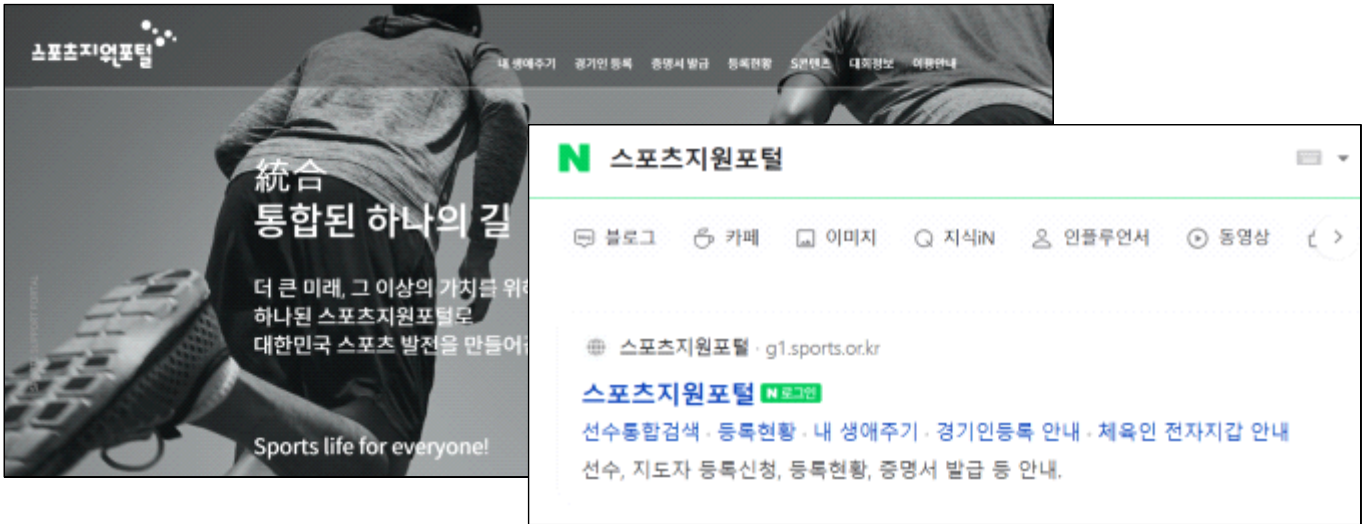 스포츠지원포털
내 생애주기 경기인 등록 증명서 발급 등록현황 S콘텐츠 대회정보 이용안내
統合
통합된 하나의 길
더 큰 미래, 그 이상의 가치를 위
하나된 스포츠지원포털로
대한민국 스포츠 발전을 만들어
Sports life for everyone!
N 스포츠지원포털
블로그 카페 이미지 지식iN 인플루언서 동영상
스포츠지원포털 · g1.sports.or.kr
스포츠지원포털 N 로그인
선수통합검색 · 등록현황 · 내 생애주기 · 경기인등록 안내 · 체육인 전자지갑 안내
선수, 지도자 등록신청, 등록현황, 증명서 발급 등 안내.